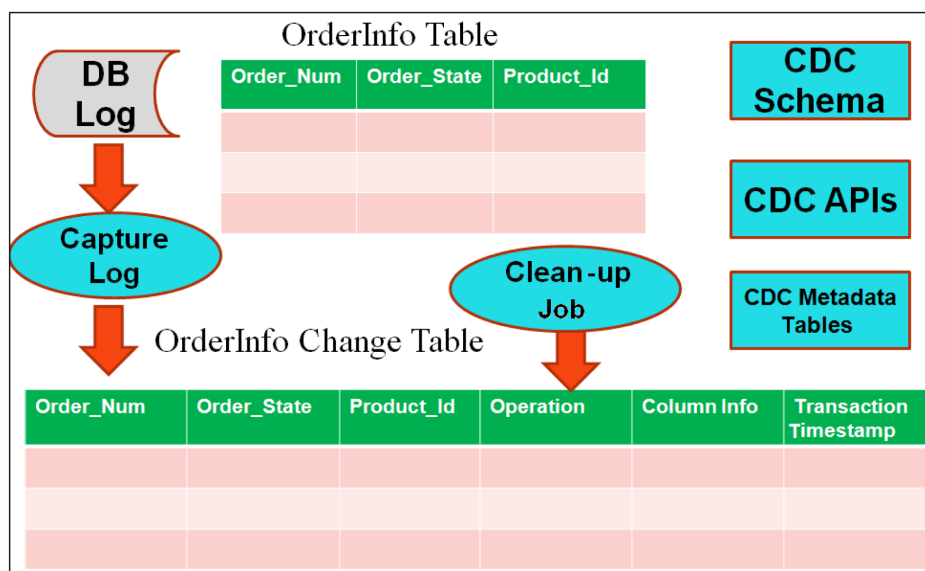 OrderInfo Table
DB
Log
Order_Num Order_State Product_Id
CDC
Schema
CDC APIs
Capture
Log
Clean-up
Job
CDC Metadata
Tables
OrderInfo Change Table
Order_Num Order_State Product_Id Operation Column Info Transaction
Timestamp